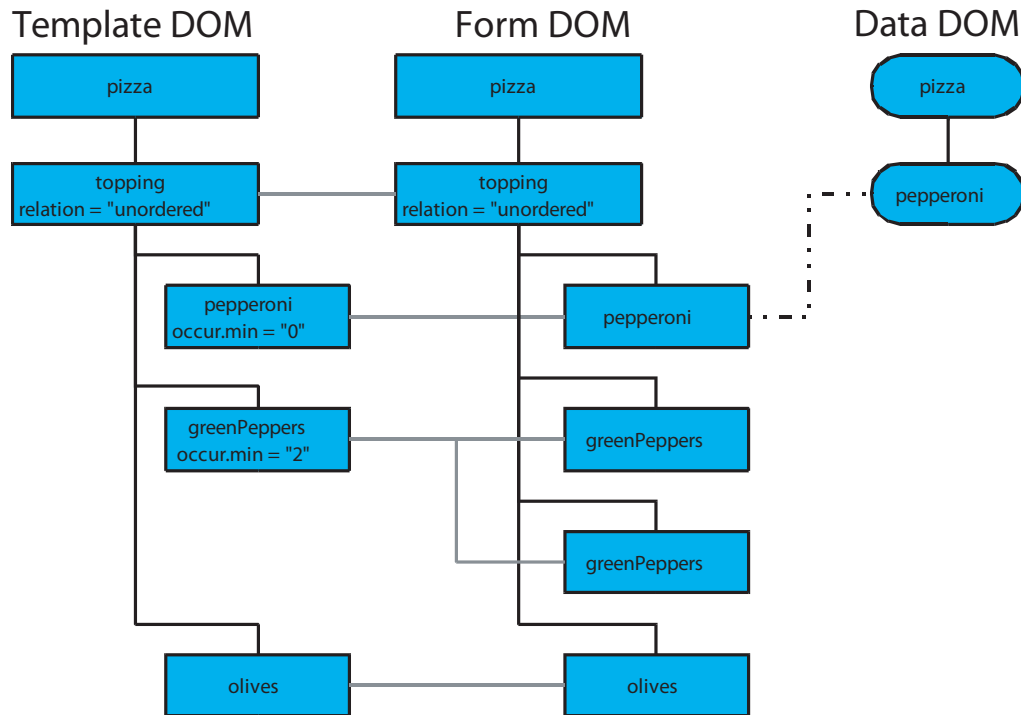 Template DOM
Form DOM
Data DOM
pizza
pizza
pizza
topping
relation = "unordered"
topping
relation = "unordered"
pepperoni
pepperoni
occur.min = "0"
pepperoni
greenPeppers
occur.min = "2"
greenPeppers
greenPeppers
olives
olives